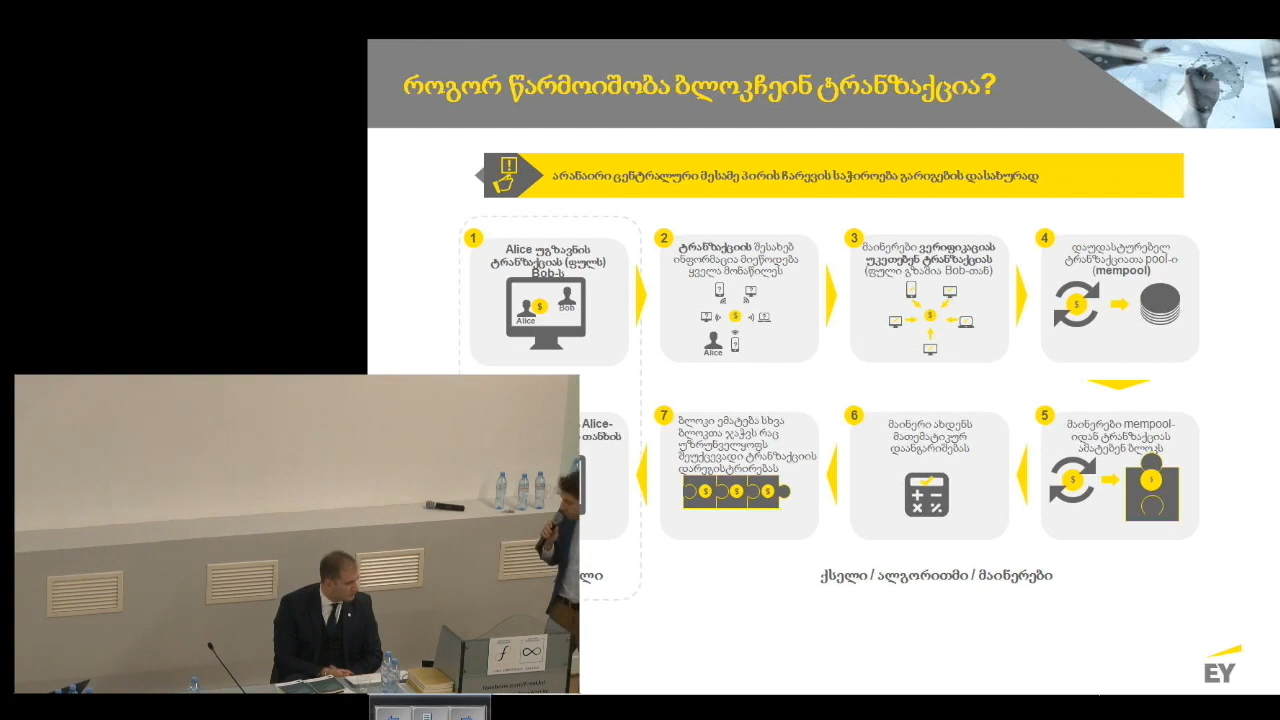 როგორ წარმოიშობა ბლოკჩეინ ტრანზაქცია?
არანაირი ცენტრალური მესამე პირის ჩარევის საჭიროება გარიგების დასახურად
1
Alice უგზავნის
ტრანზაქციას (ფულს)
Bob-ს
Alice
Bob
2
ტრანზაქციის შესახებ
ინფორმაცია მიეწოდება
ყველა მონაწილეს
Alice
3
მაინერები ვერიფიკაციას
უკეთებენ ტრანზაქციას
(ფული გზაშია Bob-თან)
4
დაუდასტურებელ
ტრანზაქციათა pool-ი
(mempool)
5
მაინერები mempool-
იდან ტრანზაქციას
ამატებენ ბლოკს
6
მაინერი ახდენს
მათემატიკურ
დაანგარიშებას
7
ბლოკი ემატება სხვა
ბლოკთა ჯაჭვს რაც
უზრუნველყოფს
შეუქცევადი ტრანზაქციის
დარეგისტრირებას
Alice-
თანხის
ლი
ქსელი / ალგორითმი / მაინერები
EY